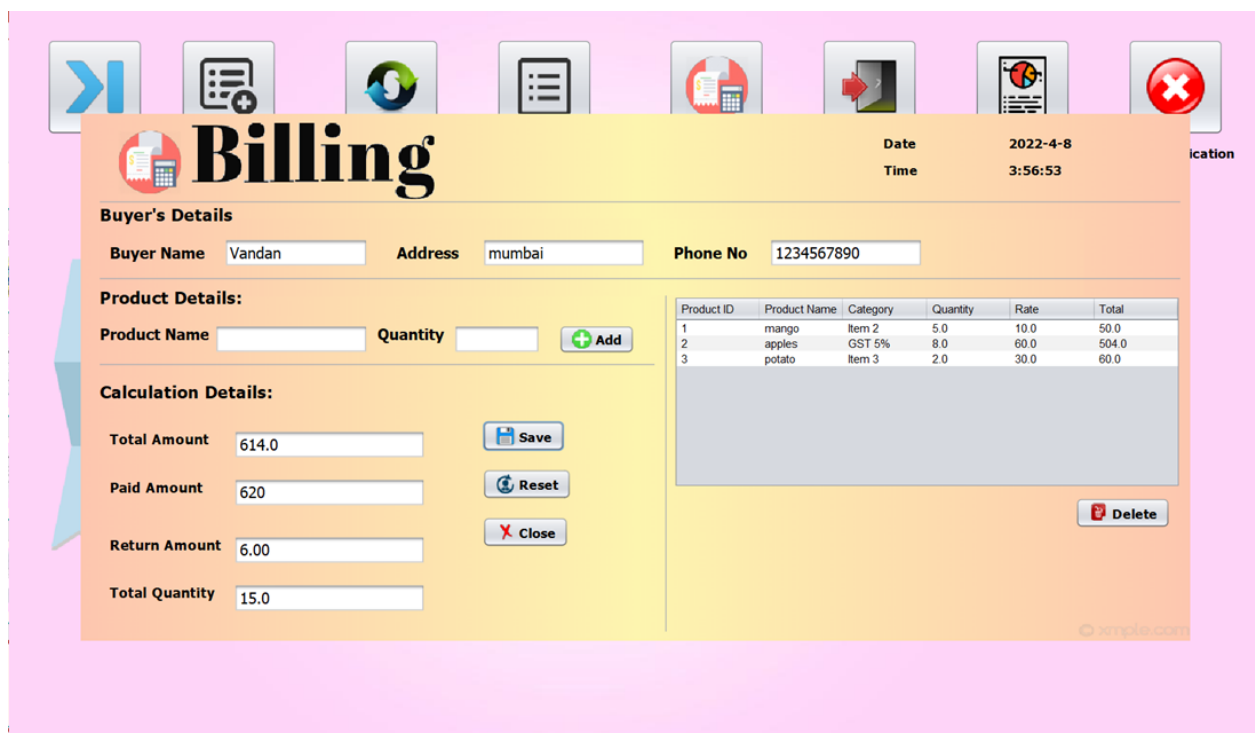 Billing
Date 2022-4-8
Time 3:56:53
ication
Buyer's Details
Buyer Name Vandan Address mumbai Phone No 1234567890
Product Details:
Product Name Quantity Add
Product ID Product Name Category Quantity Rate Total
1 mango Item 2 5.0 10.0 50.0
2 apples GST 5% 8.0 60.0 504.0
3 potato Item 3 2.0 30.0 60.0
Calculation Details:
Total Amount 614.0 Save
Paid Amount 620 Reset
Delete
Close
Return Amount 6.00
Total Quantity 15.0
© xmple.com